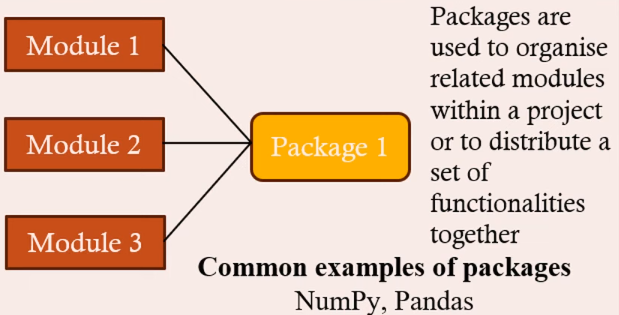 Module 1
Module 2
Module 3
Package 1
Packages are
used to organise
related modules
within a project
or to distribute a
set of
functionalities
together
Common examples of packages
NumPy, Pandas